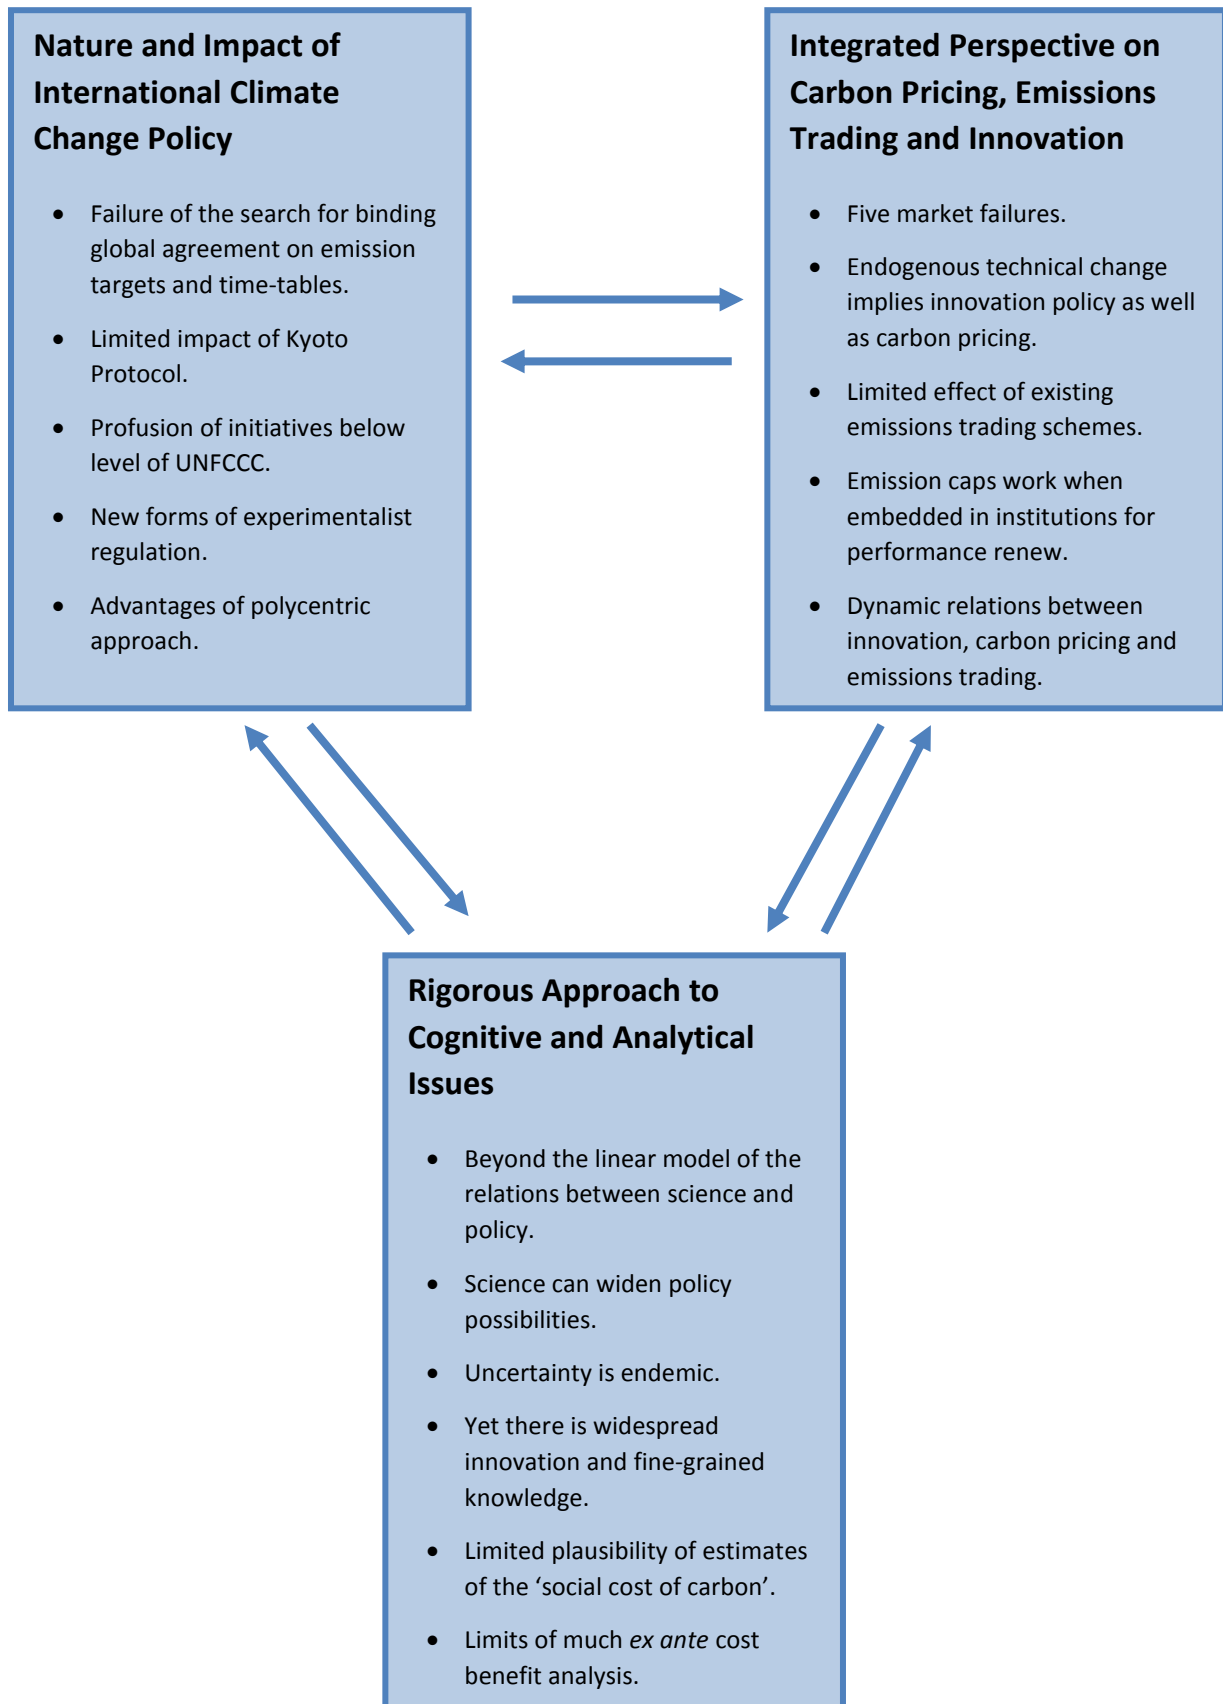 Nature and Impact of
International Climate
Change Policy
• Failure of the search for binding
global agreement on emission
targets and time-tables.
• Limited impact of Kyoto
Protocol.
• Profusion of initiatives below
level of UNFCCC.
• New forms of experimentalist
regulation.
• Advantages of polycentric
approach.
Integrated Perspective on
Carbon Pricing, Emissions
Trading and Innovation
• Five market failures.
• Endogenous technical change
implies innovation policy as well
as carbon pricing.
• Limited effect of existing
emissions trading schemes.
• Emission caps work when
embedded in institutions for
performance renew.
• Dynamic relations between
innovation, carbon pricing and
emissions trading.
Rigorous Approach to
Cognitive and Analytical
Issues
• Beyond the linear model of the
relations between science and
policy.
• Science can widen policy
possibilities.
• Uncertainty is endemic.
• Yet there is widespread
innovation and fine-grained
knowledge.
• Limited plausibility of estimates
of the ‘social cost of carbon’.
• Limits of much ex ante cost
benefit analysis.